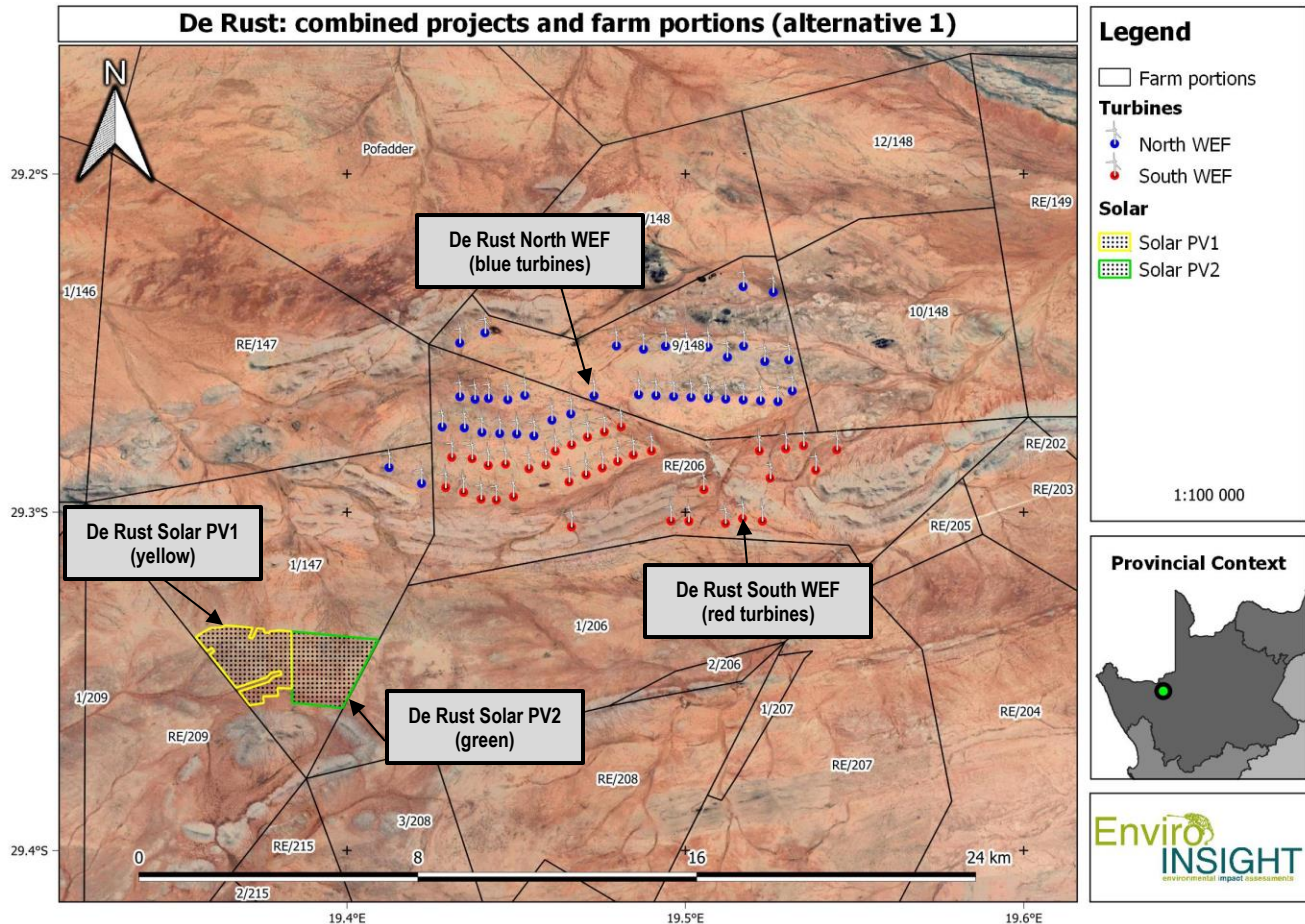 De Rust: combined projects and farm portions (alternative 1)
N
Pofadder
12/148
29.2°S
RE/149
De Rust North WEF
(blue turbines)
/148
1/146
10/148
RE/147
9/148
RE/202
RE/206
RE/203
29.3°S
RE/205
De Rust Solar PV1
(yellow)
1/147
De Rust South WEF
(red turbines)
1/206
2/206
1/209
1/207
De Rust Solar PV2
(green)
RE/204
RE/209
RE/208
RE/207
3/208
RE/215
29.4°S
0
8
16
24 km
2/215
19.4°E
19.5°E
19.6°E
Legend
Farm portions
Turbines
North WEF
South WEF
Solar
Solar PV1
Solar PV2
1:100 000
Provincial Context
Enviro
INSIGHT
environmental impact assessments